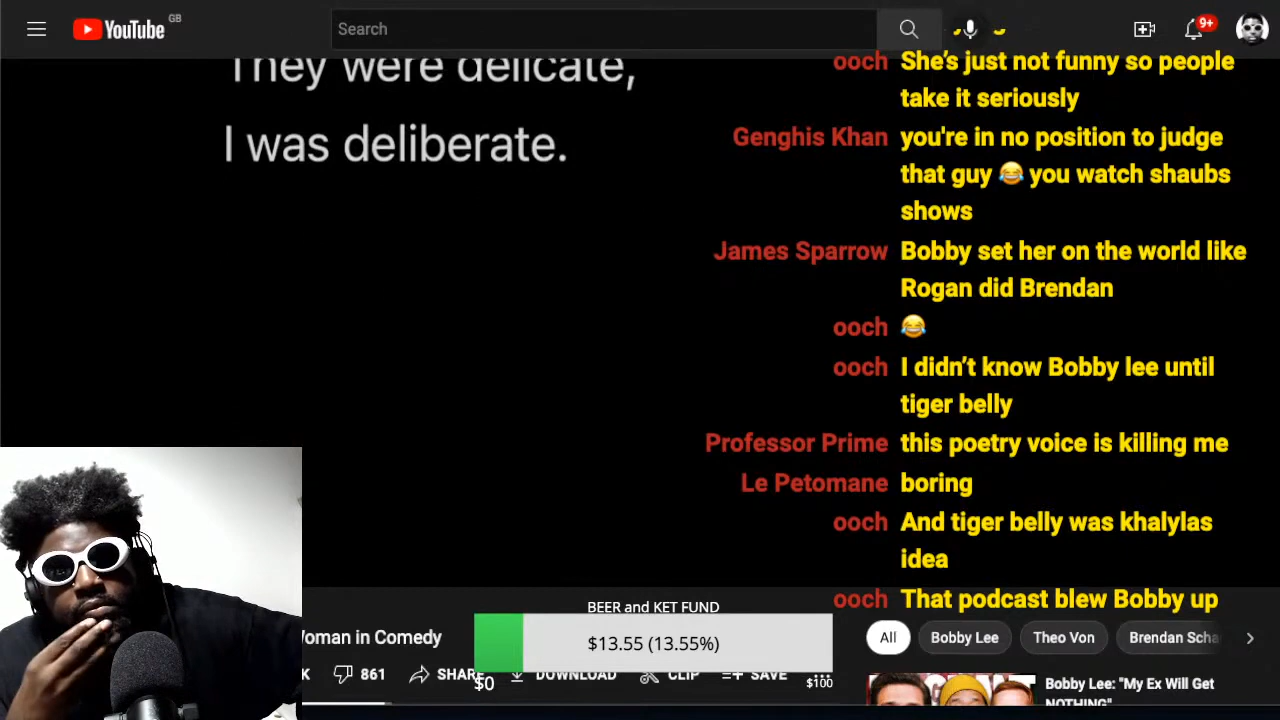 YouTube GB
Search
9+
They were delicate,
I was deliberate.
ooch She’s just not funny so people
take it seriously
Genghis Khan you're in no position to judge
that guy 😂 you watch shaubs
shows
James Sparrow Bobby set her on the world like
Rogan did Brendan
ooch 😂
ooch I didn’t know Bobby lee until
tiger belly
Professor Prime this poetry voice is killing me
Le Petomane boring
ooch And tiger belly was khalylas
idea
ooch That podcast blew Bobby up
BEER and KET FUND
$13.55 (13.55%)
$0
$100
Woman in Comedy
K 861 SHARE DOWNLOAD CLIP SAVE
All Bobby Lee Theo Von Brendan Scha
Bobby Lee: "My Ex Will Get
NOTHING"